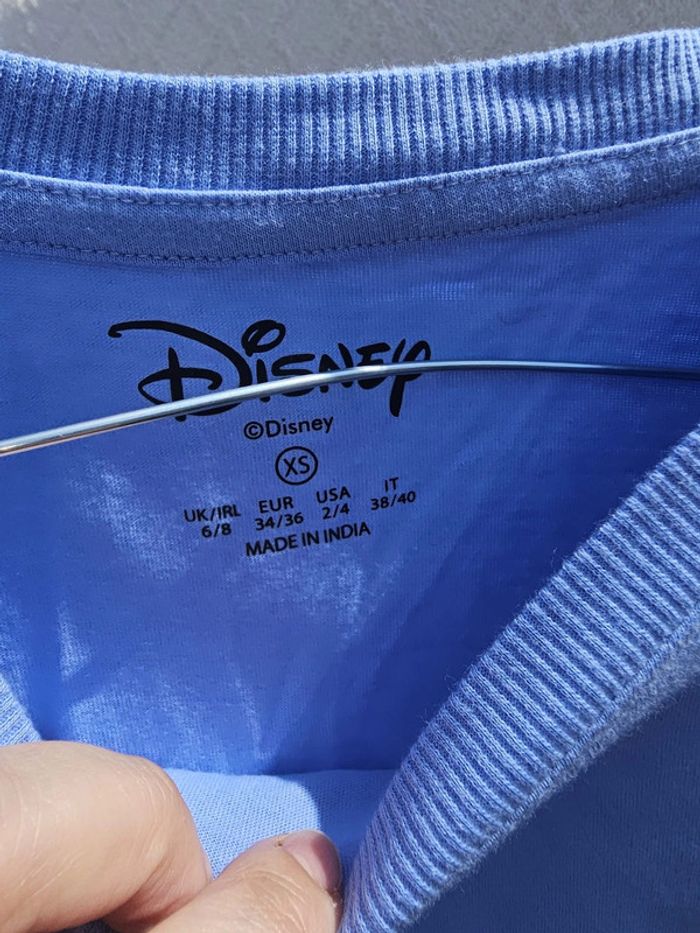 Disney
©Disney
XS
UK/IRL EUR USA IT
6/8 34/36 2/4 38/40
MADE IN INDIA